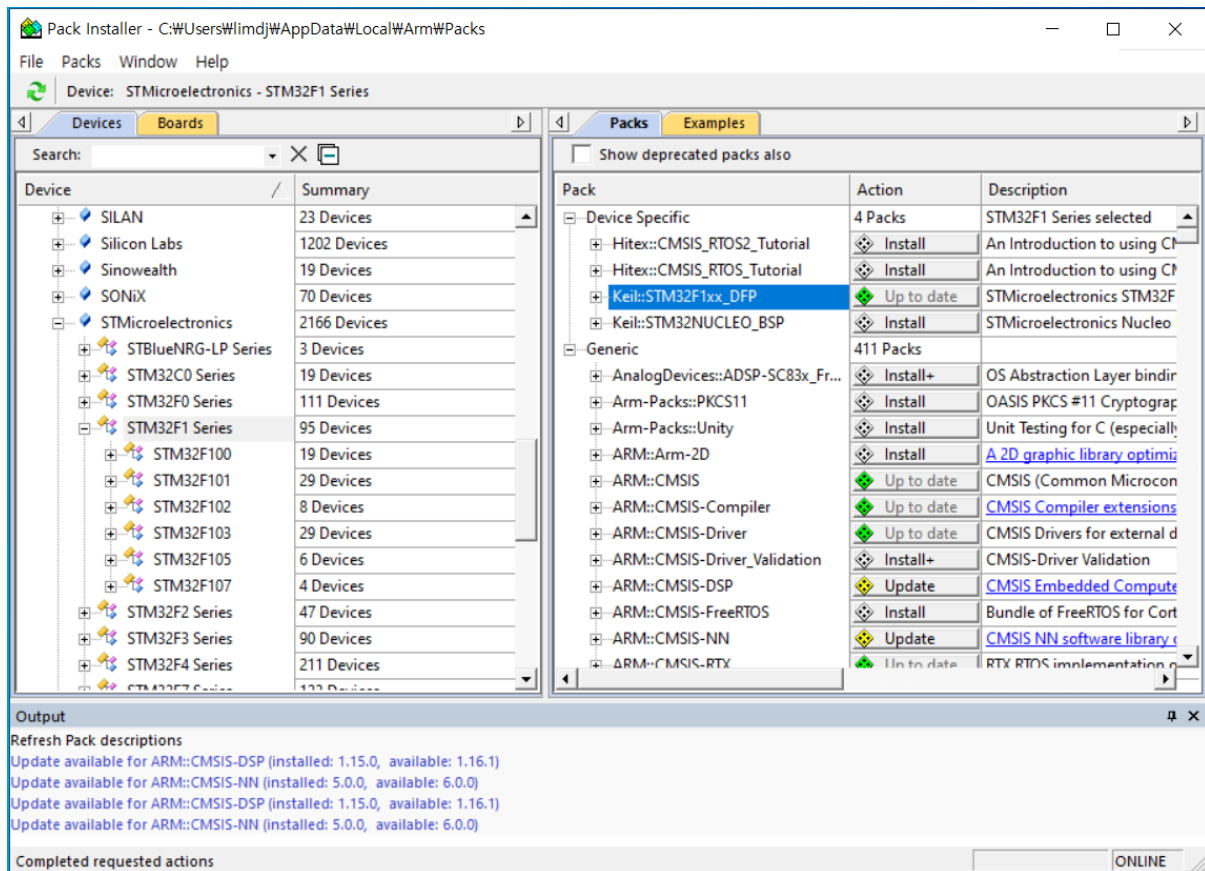 Pack Installer - C:₩Users₩limdj₩AppData₩Local₩Arm₩Packs
File Packs Window Help
Device: STMicroelectronics - STM32F1 Series
Devices Boards
Search:
Device Summary
SILAN 23 Devices
Silicon Labs 1202 Devices
Sinowealth 19 Devices
SONiX 70 Devices
STMicroelectronics 2166 Devices
STBlueNRG-LP Series 3 Devices
STM32C0 Series 19 Devices
STM32F0 Series 111 Devices
STM32F1 Series 95 Devices
STM32F100 19 Devices
STM32F101 29 Devices
STM32F102 8 Devices
STM32F103 29 Devices
STM32F105 6 Devices
STM32F107 4 Devices
STM32F2 Series 47 Devices
STM32F3 Series 90 Devices
STM32F4 Series 211 Devices
Packs Examples
Show deprecated packs also
Pack Action Description
Device Specific 4 Packs STM32F1 Series selected
Hitex::CMSIS_RTOS2_Tutorial Install An Introduction to using
Hitex::CMSIS_RTOS_Tutorial Install An Introduction to using
Keil::STM32F1xx_DFP Up to date STMicroelectronics STM32F
Keil::STM32NUCLEO_BSP Install STMicroelectronics Nucleo
Generic 411 Packs
AnalogDevices::ADSP-SC83x_Fr... Install+ OS Abstraction Layer bindin
Arm-Packs::PKCS11 Install OASIS PKCS #11 Cryptograp
Arm-Packs::Unity Install Unit Testing for C (especially
ARM::Arm-2D Install A 2D graphic library optimiz
ARM::CMSIS Up to date CMSIS (Common Microcon
ARM::CMSIS-Compiler Up to date CMSIS Compiler extensions
ARM::CMSIS-Driver Up to date CMSIS Drivers for external d
ARM::CMSIS-Driver_Validation Install+ CMSIS-Driver Validation
ARM::CMSIS-DSP Update CMSIS Embedded Compute
ARM::CMSIS-FreeRTOS Install Bundle of FreeRTOS for Cort
ARM::CMSIS-NN Update CMSIS NN software library
ARM::CMSIS-RTX Up to date RTX RTOS implementation
Output
Refresh Pack descriptions
Update available for ARM::CMSIS-DSP (installed: 1.15.0, available: 1.16.1)
Update available for ARM::CMSIS-NN (installed: 5.0.0, available: 6.0.0)
Update available for ARM::CMSIS-DSP (installed: 1.15.0, available: 1.16.1)
Update available for ARM::CMSIS-NN (installed: 5.0.0, available: 6.0.0)
Completed requested actions ONLINE